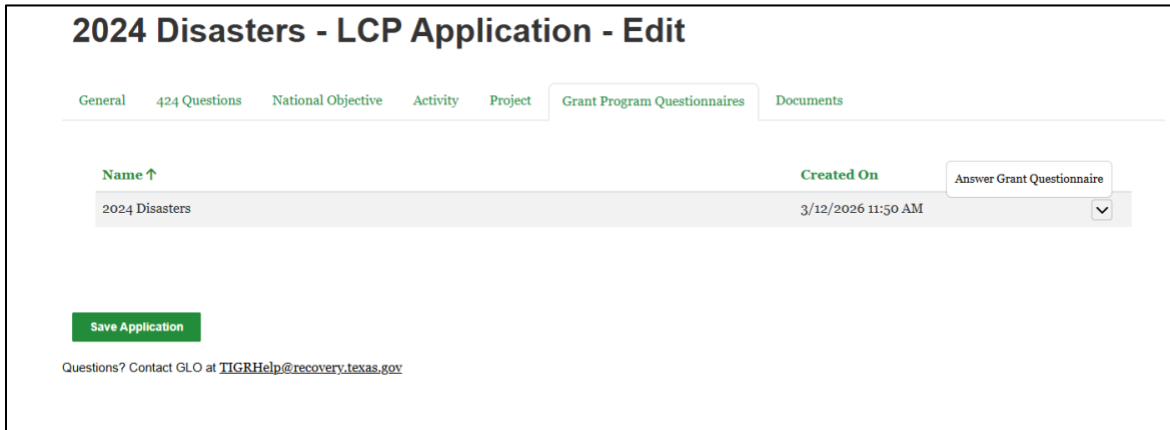 2024 Disasters - LCP Application - Edit
General 424 Questions National Objective Activity Project Grant Program Questionnaires Documents
Name ↑ Created On Answer Grant Questionnaire
2024 Disasters 3/12/2026 11:50 AM
Save Application
Questions? Contact GLO at TIGRHelp@recovery.texas.gov